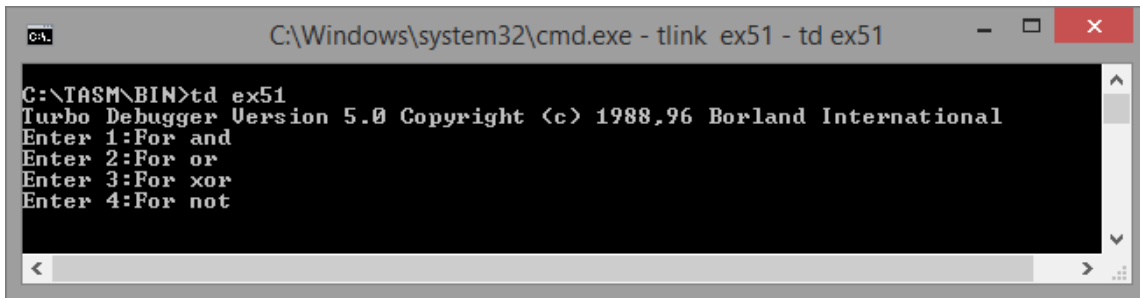 C:\Windows\system32\cmd.exe - tlink ex51 - td ex51
C:\TASM\BIN>td ex51
Turbo Debugger Version 5.0 Copyright (c) 1988,96 Borland International
Enter 1:For and
Enter 2:For or
Enter 3:For xor
Enter 4:For not